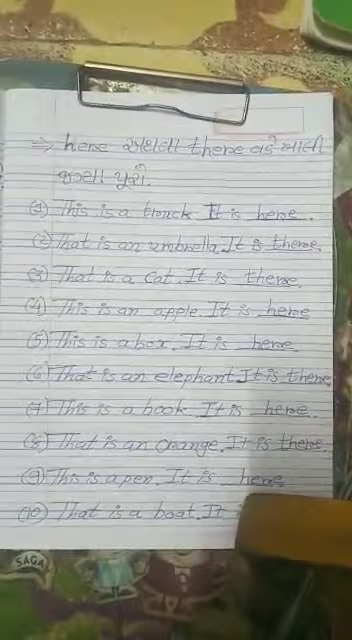 ⇒ here અથવા there વડે ખાલી
જગ્યા પૂરો.
(1) This is a truck It is here.
(2) That is an umbrella. It is there.
(3) That is a cat. It is there.
(4) This is an apple. It is here
(5) This is a box. It is here
(6) That is an elephant. It is there.
(7) This is a book. It is here.
(8) That is an orange. It is there.
(9) This is a pen. It is here
(10) That is a boat. It
SAGA